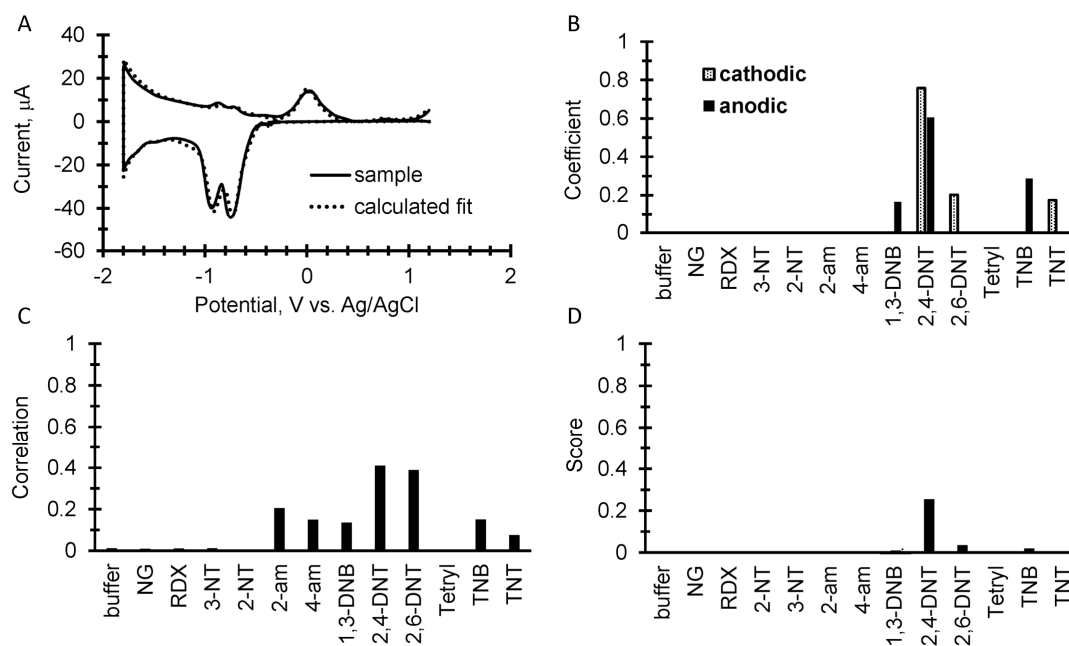 A
40
20
0
-20
-40
-60
Current, µA
-2
-1
0
1
2
Potential, V vs. Ag/AgCl
sample
calculated fit
B
1
0.8
0.6
0.4
0.2
0
Coefficient
cathodic
anodic
buffer
NG
RDX
3-NT
2-NT
2-am
4-am
1,3-DNB
2,4-DNT
2,6-DNT
Tetryl
TNB
TNT
C
1
0.8
0.6
0.4
0.2
0
Correlation
buffer
NG
RDX
3-NT
2-NT
2-am
4-am
1,3-DNB
2,4-DNT
2,6-DNT
Tetryl
TNB
TNT
D
1
0.8
0.6
0.4
0.2
0
Score
buffer
NG
RDX
2-NT
3-NT
2-am
4-am
1,3-DNB
2,4-DNT
2,6-DNT
Tetryl
TNB
TNT